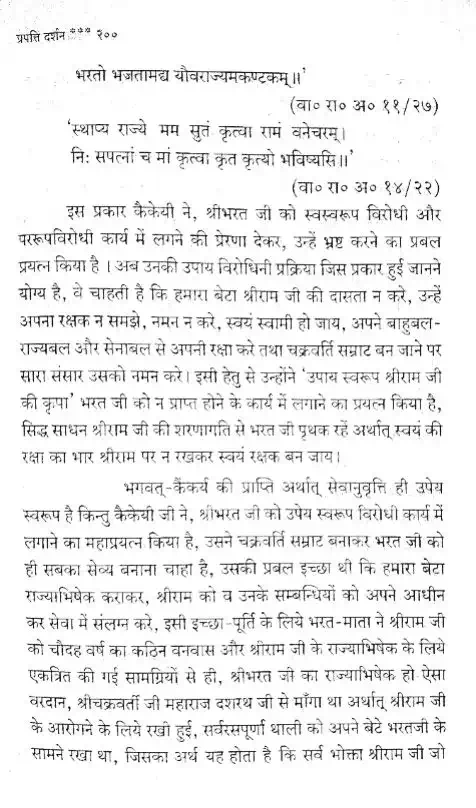 प्रपत्ति दर्शन *** २००
भरतो भजतामद्य यौवराज्यमकण्टकम्॥'
(वा० रा० अ० ११/२७)
'स्थाप्य राज्ये मम सुतं कृत्वा रामं वनेचरम्।
नि: सपत्नां च मां कृत्वा कृत कृत्यो भविष्यसि॥'
(वा० रा० अ० १४/२२)
इस प्रकार कैकेयी ने, श्रीभरत जी को स्वस्वरूप विरोधी और
पररूपविरोधी कार्य में लगने की प्रेरणा देकर, उन्हें भ्रष्ट करने का प्रबल
प्रयत्न किया है । अब उनकी उपाय विरोधिनी प्रक्रिया जिस प्रकार हुई जानने
योग्य है, वे चाहती है कि हमारा बेटा श्रीराम जी की दासता न करे, उन्हें
अपना रक्षक न समझे, नमन न करे, स्वयं स्वामी हो जाय, अपने बाहुबल-
राज्यबल और सेनाबल से अपनी रक्षा करे तथा चक्रवर्ति सम्राट बन जाने पर
सारा संसार उसको नमन करे। इसी हेतु से उन्होंने 'उपाय स्वरूप श्रीराम जी
की कृपा' भरत जी को न प्राप्त होने के कार्य में लगाने का प्रयत्न किया है,
सिद्ध साधन श्रीराम जी की शरणागति से भरत जी पृथक रहें अर्थात् स्वयं की
रक्षा का भार श्रीराम पर न रखकर स्वयं रक्षक बन जाय।
भगवत्-कैंकर्य की प्राप्ति अर्थात् सेवानुवृत्ति ही उपेय
स्वरूप है किन्तु कैकेयी जी ने, श्रीभरत जी को उपेय स्वरूप विरोधी कार्य में
लगाने का महाप्रयत्न किया है, उसने चक्रवर्ति सम्राट बनाकर भरत जी को
ही सबका सेव्य बनाना चाहा है, उसकी प्रबल इच्छा थी कि हमारा बेटा
राज्याभिषेक कराकर, श्रीराम को व उनके सम्बन्धियों को अपने आधीन
कर सेवा में संलग्न करे, इसी इच्छा-पूर्ति के लिये भरत-माता ने श्रीराम जी
को चौदह वर्ष का कठिन वनवास और श्रीराम जी के राज्याभिषेक के लिये
एकत्रित की गई सामग्रियों से ही, श्रीभरत जी का राज्याभिषेक हो ऐसा
वरदान, श्रीचक्रवर्ती जी महाराज दशरथ जी से माँगा था अर्थात् श्रीराम जी
के आरोगने के लिये रखी हुई, सर्वरसपूर्णा थाली को अपने बेटे भरतजी के
सामने रखा था, जिसका अर्थ यह होता है कि सर्व भोक्ता श्रीराम जी जो